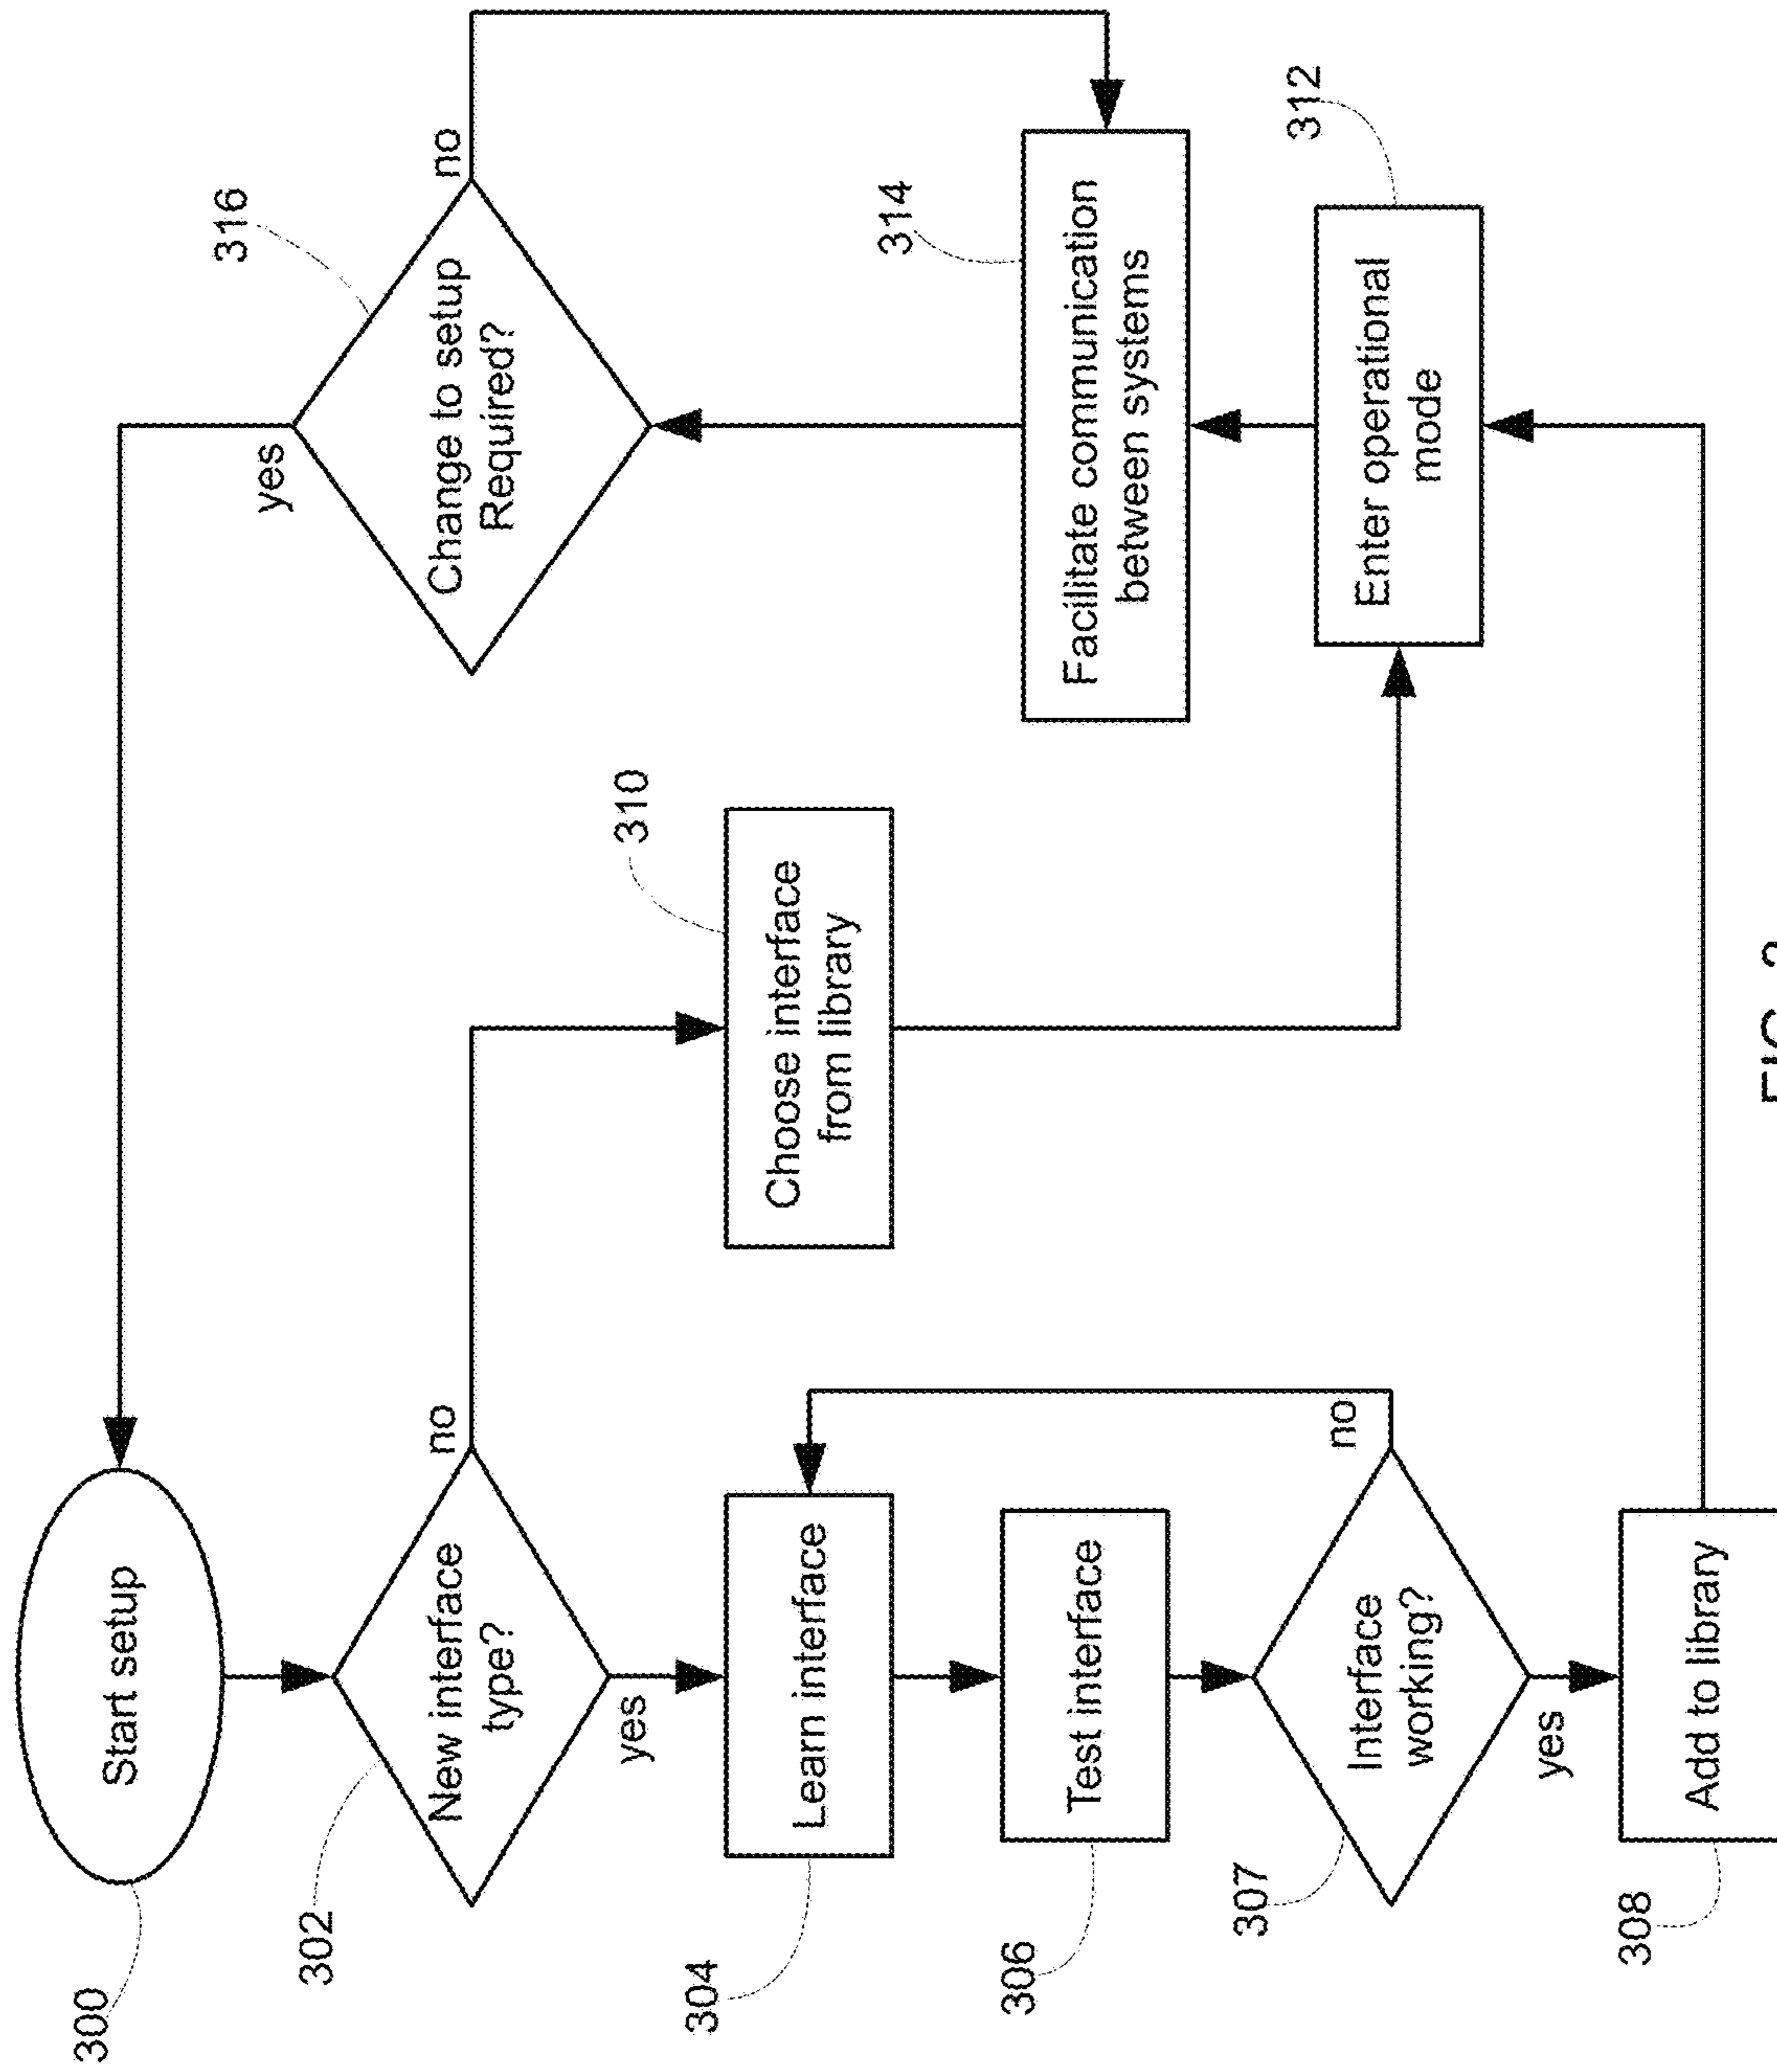 300
Start setup
302
New interface
type?
no
yes
304
Learn interface
306
Test interface
307
Interface
working?
no
yes
308
Add to library
310
Choose interface
from library
312
Enter operational
mode
314
Facilitate communication
between systems
316
Change to setup
Required?
yes
no
FIG.